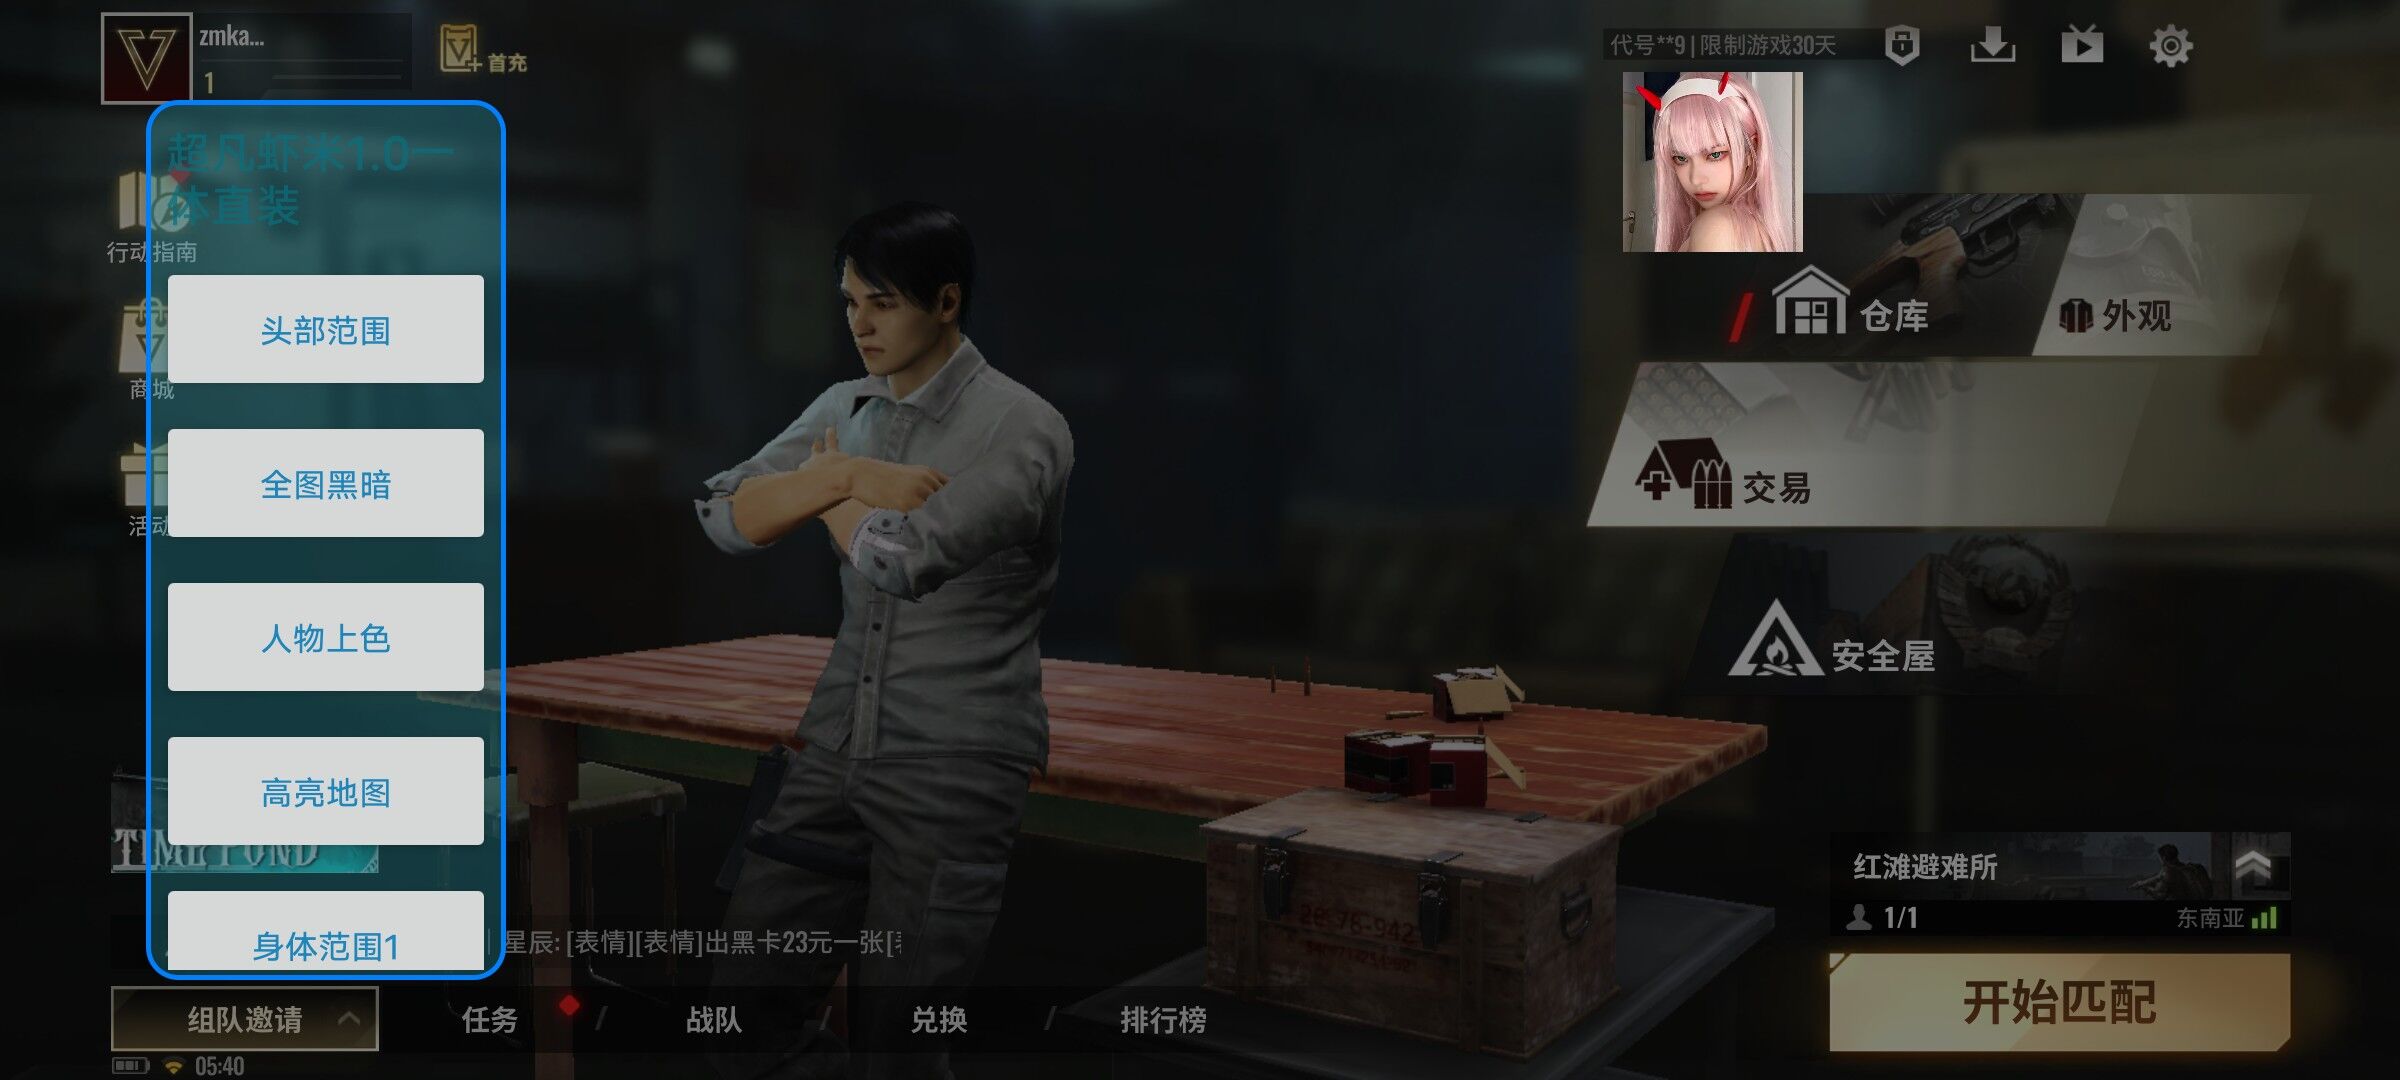 zmka...
1
首充
代号**9|限制游戏30天
超凡虾米1.0一
体直装
行动指南
头部范围
仓库
外观
商城
全图黑暗
交易
活动
人物上色
安全屋
高亮地图
TIME FUND
红滩避难所
1/1
东南亚
身体范围1
星辰: [表情][表情]出黑卡23元一张[表
开始匹配
组队邀请
任务
战队
兑换
排行榜
05:40